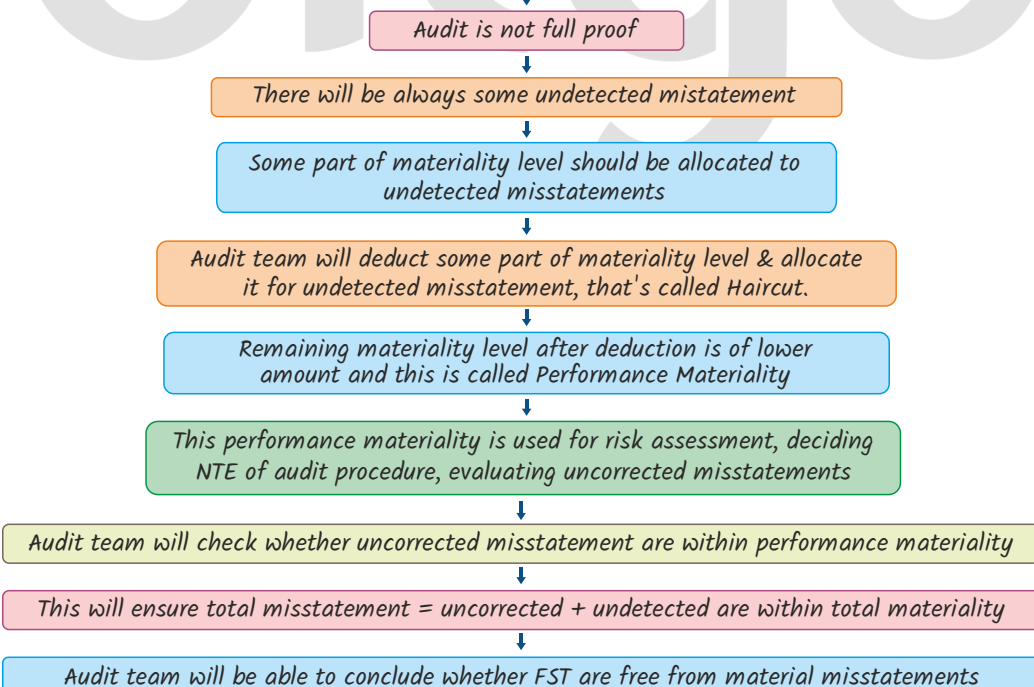 Audit is not full proof
There will be always some undetected mistatement
Some part of materiality level should be allocated to
undetected misstatements
Audit team will deduct some part of materiality level & allocate
it for undetected misstatement, that's called Haircut.
Remaining materiality level after deduction is of lower
amount and this is called Performance Materiality
This performance materiality is used for risk assessment, deciding
NTE of audit procedure, evaluating uncorrected misstatements
Audit team will check whether uncorrected misstatement are within performance materiality
This will ensure total misstatement = uncorrected + undetected are within total materiality
Audit team will be able to conclude whether FST are free from material misstatements